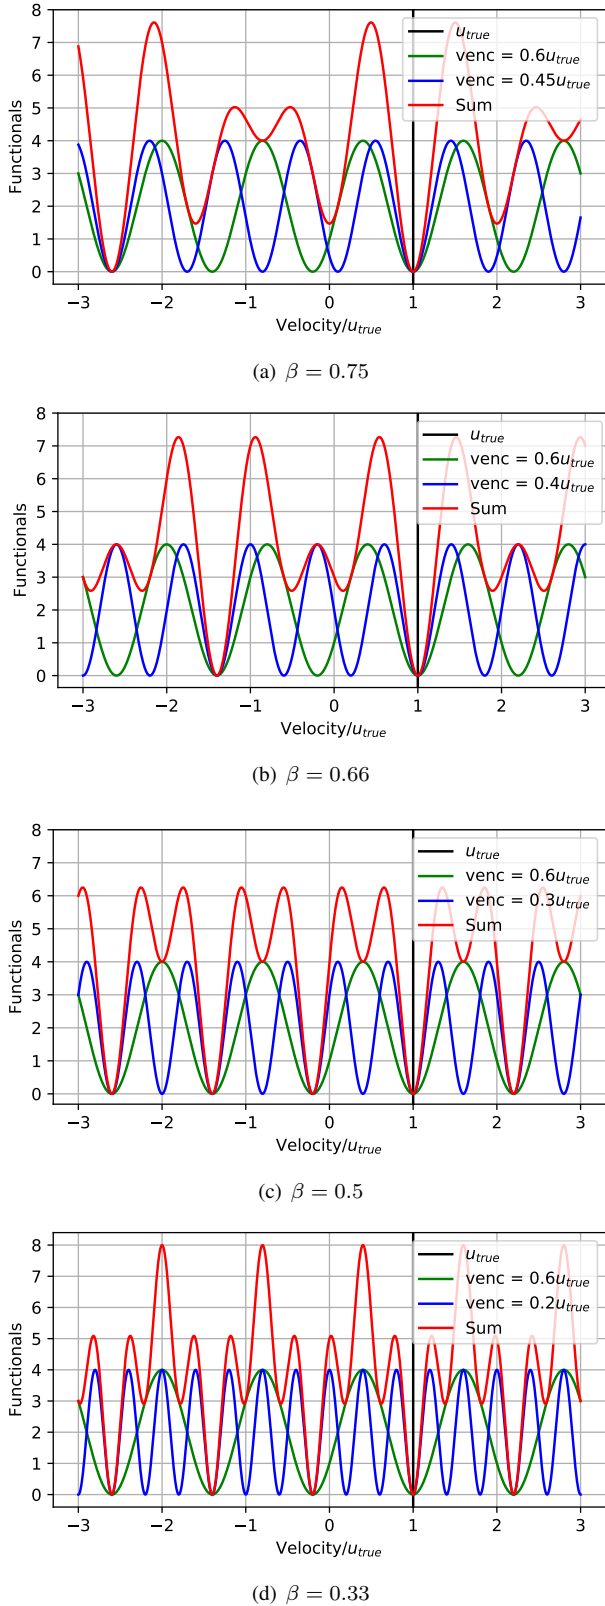 8
7
6
5
4
3
2
1
0
Functionals
u_true
venc = 0.6u_true
venc = 0.45u_true
Sum
−3 −2 −1 0 1 2 3
Velocity/u_true
(a) β = 0.75
8
7
6
5
4
3
2
1
0
Functionals
u_true
venc = 0.6u_true
venc = 0.4u_true
Sum
−3 −2 −1 0 1 2 3
Velocity/u_true
(b) β = 0.66
8
7
6
5
4
3
2
1
0
Functionals
u_true
venc = 0.6u_true
venc = 0.3u_true
Sum
−3 −2 −1 0 1 2 3
Velocity/u_true
(c) β = 0.5
8
7
6
5
4
3
2
1
0
Functionals
u_true
venc = 0.6u_true
venc = 0.2u_true
Sum
−3 −2 −1 0 1 2 3
Velocity/u_true
(d) β = 0.33